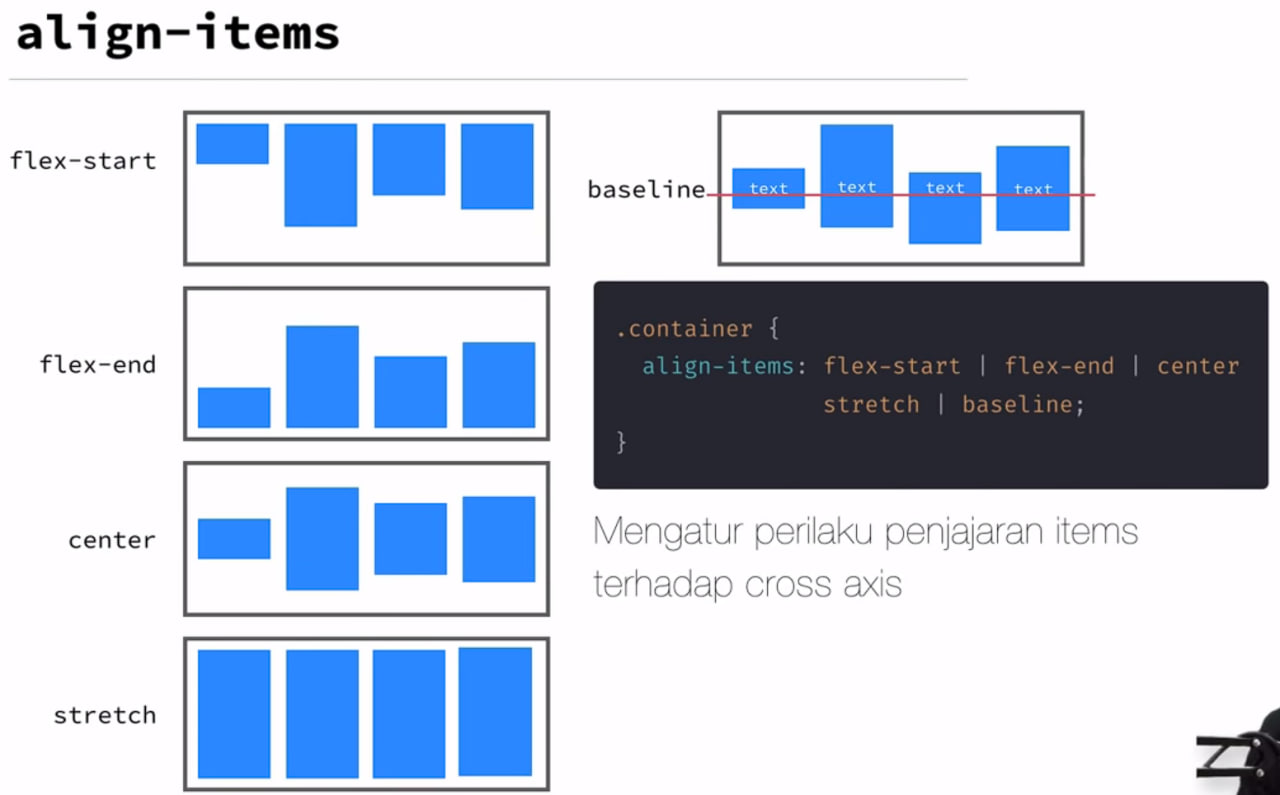 align-items
flex-start
flex-end
center
stretch
baseline
text text text text
.container {
align-items: flex-start | flex-end | center
stretch | baseline;
}
Mengatur perilaku penjajaran items
terhadap cross axis